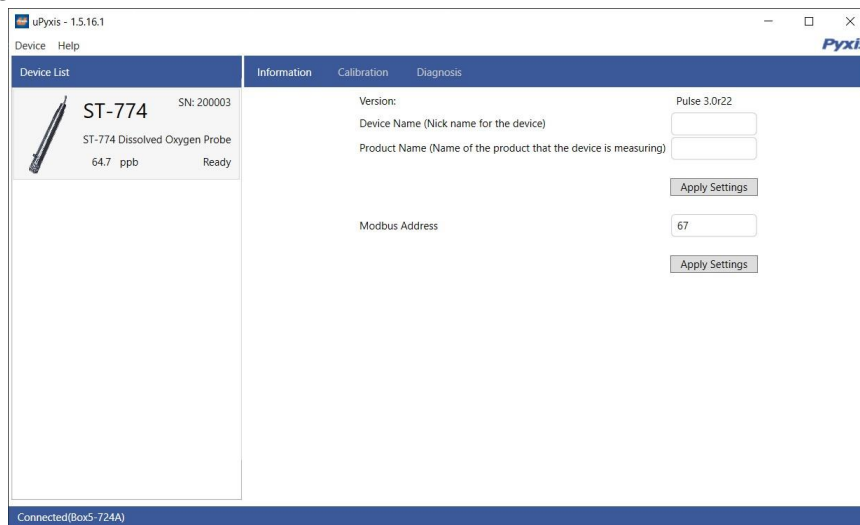 uPyxis - 1.5.16.1
Device Help
Device List
Information Calibration Diagnosis
ST-774
SN: 200003
ST-774 Dissolved Oxygen Probe
64.7 ppb Ready
Version: Pulse 3.0r22
Device Name (Nick name for the device)
Product Name (Name of the product that the device is measuring)
Apply Settings
Modbus Address 67
Apply Settings
Connected(Box5-724A)